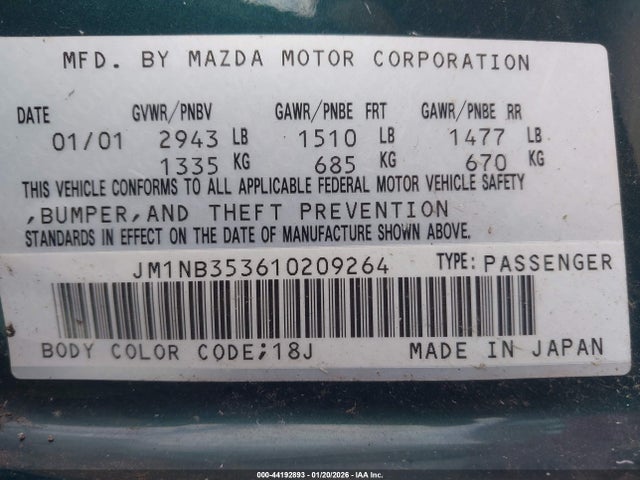 MFD. BY MAZDA MOTOR CORPORATION
DATE GVWR/PNBV GAWR/PNBE FRT GAWR/PNBE RR
01/01 2943 LB 1510 LB 1477 LB
1335 KG 685 KG 670 KG
THIS VEHICLE CONFORMS TO ALL APPLICABLE FEDERAL MOTOR VEHICLE SAFETY
,BUMPER,AND THEFT PREVENTION
STANDARDS IN EFFECT ON THE DATE OF MANUFACTURE SHOWN ABOVE.
JM1NB353610209264 TYPE: PASSENGER
BODY COLOR CODE;18J MADE IN JAPAN
000-44192893 - 01/20/2026 - IAA Inc.